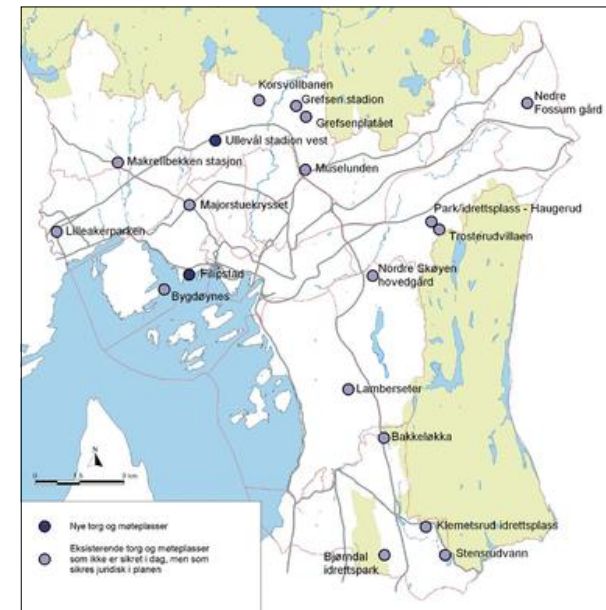 Korsvollbanen
Grefsen stadion
Grefsenplatået
Nedre
Fossum gård
Ullevål stadion vest
Makrellbekken stasjon
Muselunden
Majorstuekrysset
Park/idrettsplass - Haugerud
Trosterudvillaen
Lilleakerparken
Filipstad
Bygdøynes
Nordre Skøyen
hovedgård
Lamberseter
Bakkeløkka
N
Klemetsrud idrettsplass
Bjørndal
idrettspark
Stensrudvann
Nye torg og møteplasser
Eksisterende torg og møteplasser
som ikke er sikret i dag, men som
sikres juridisk i planen